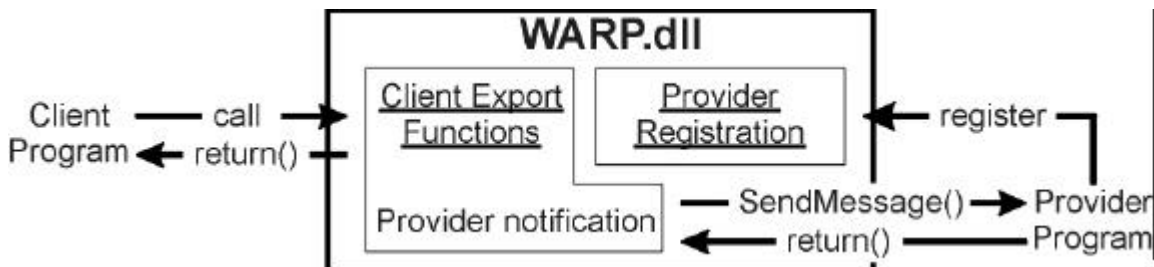 WARP.dll
Client Export
Functions
Provider
Registration
Client
Program
call
return()
register
Provider notification
SendMessage()
return()
Provider
Program